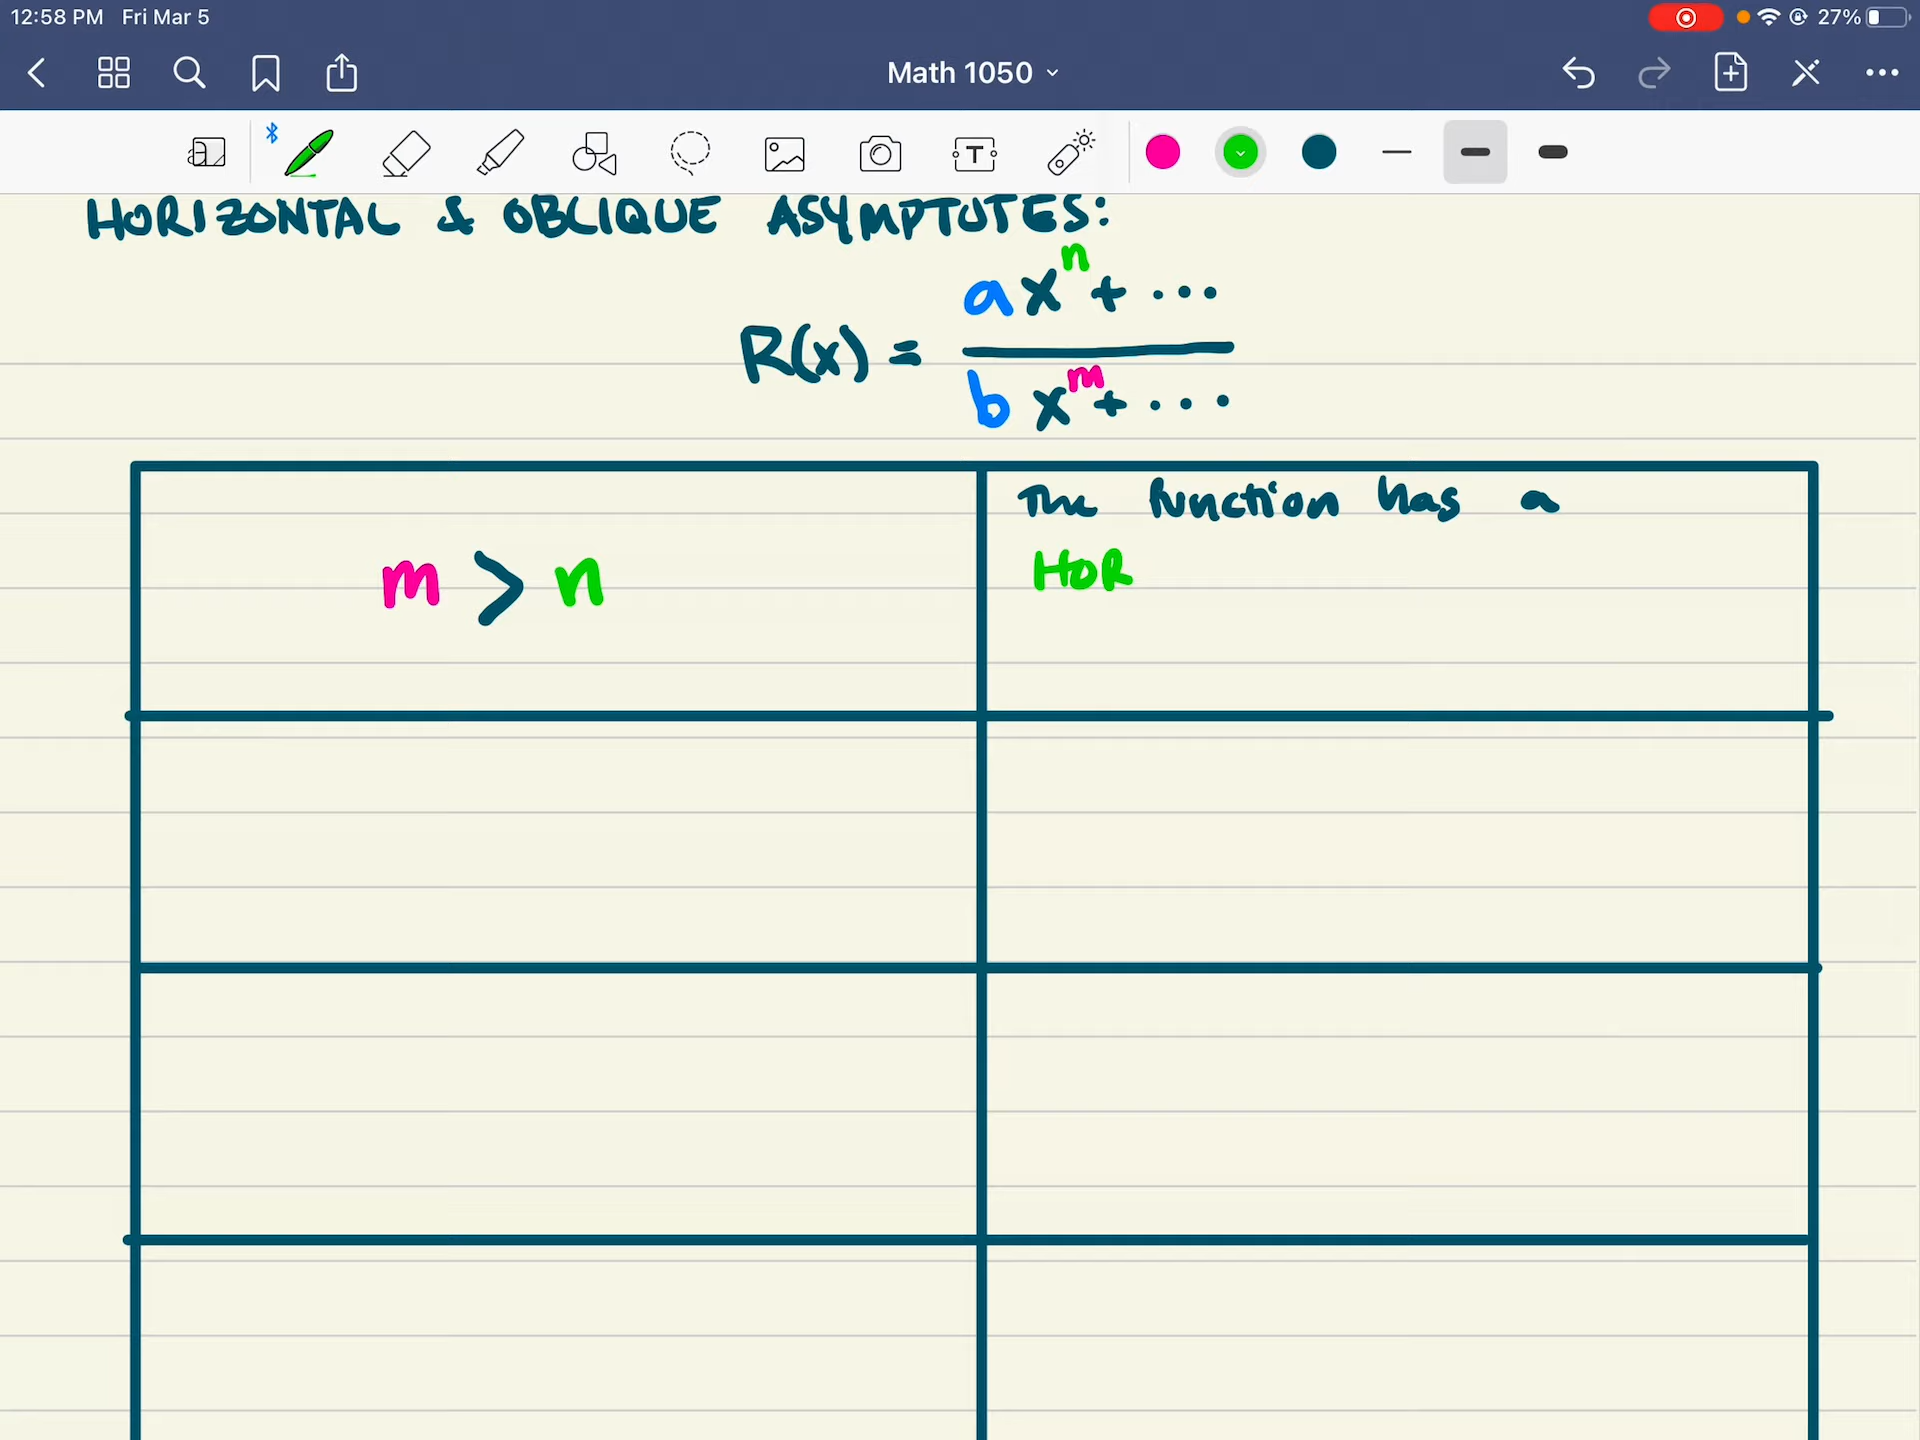 12:58 PM Fri Mar 5 27%
Math 1050
a T
HORIZONTAL & OBLIQUE ASYMPTOTES:
R(x) = ax^n + ... / bx^m + ...
The function has a
m > n HOR